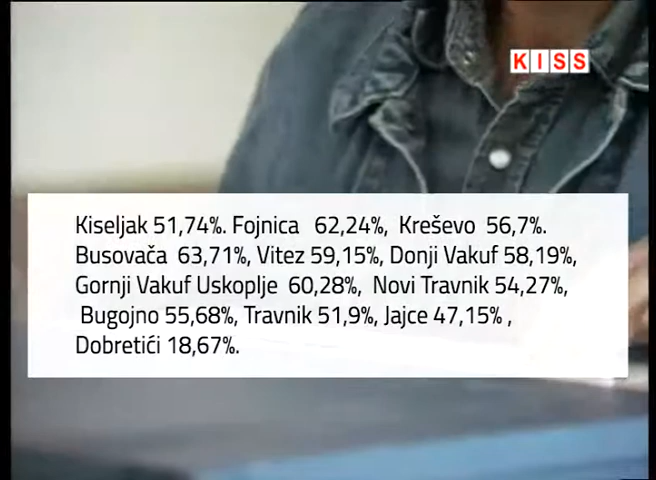 KISS
Kiseljak 51,74%. Fojnica 62,24%, Kreševo 56,7%.
Busovača 63,71%, Vitez 59,15%, Donji Vakuf 58,19%,
Gornji Vakuf Uskoplje 60,28%, Novi Travnik 54,27%,
Bugojno 55,68%, Travnik 51,9%, Jajce 47,15% ,
Dobretići 18,67%.